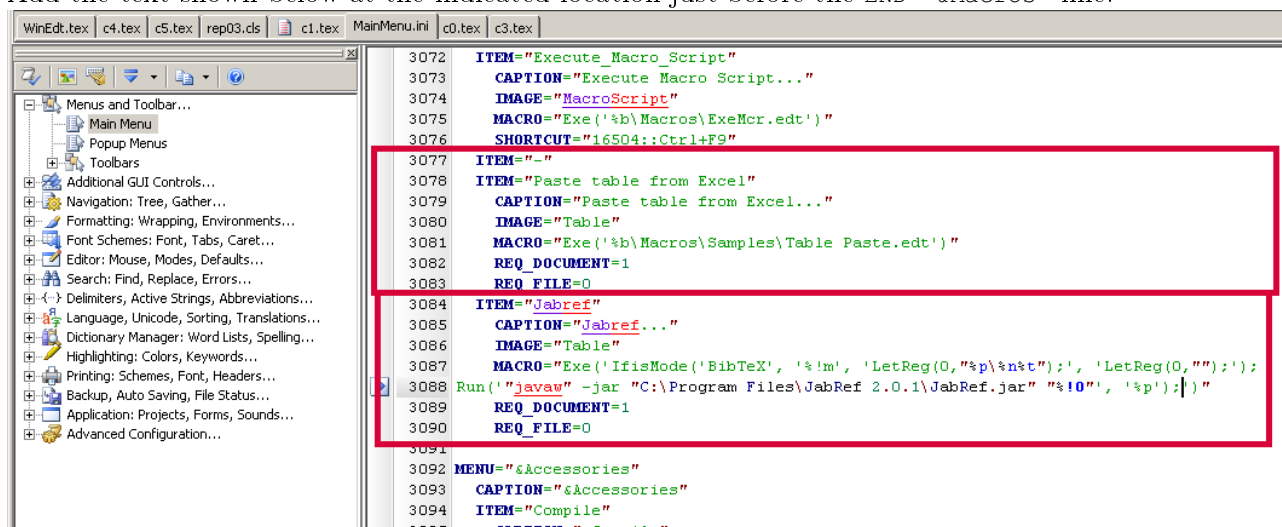 WinEdt.tex c4.tex c5.tex rep03.cls c1.tex MainMenu.ini c0.tex c3.tex
Menus and Toolbar...
Main Menu
Popup Menus
Toolbars
Additional GUI Controls...
Navigation: Tree, Gather...
Formatting: Wrapping, Environments...
Font Schemes: Font, Tabs, Caret...
Editor: Mouse, Modes, Defaults...
Search: Find, Replace, Errors...
Delimiters, Active Strings, Abbreviations...
Language, Unicode, Sorting, Translations...
Dictionary Manager: Word Lists, Spelling...
Highlighting: Colors, Keywords...
Printing: Schemes, Font, Headers...
Backup, Auto Saving, File Status...
Application: Projects, Forms, Sounds...
Advanced Configuration...
3072 ITEM="Execute_Macro_Script"
3073 CAPTION="Execute Macro Script..."
3074 IMAGE="MacroScript"
3075 MACRO="Exe('%b\Macros\ExeMcr.edt')"
3076 SHORTCUT="16504::Ctrl+F9"
3077 ITEM="-"
3078 ITEM="Paste table from Excel"
3079 CAPTION="Paste table from Excel..."
3080 IMAGE="Table"
3081 MACRO="Exe('%b\Macros\Samples\Table Paste.edt')"
3082 REQ_DOCUMENT=1
3083 REQ_FILE=0
3084 ITEM="Jabref"
3085 CAPTION="Jabref..."
3086 IMAGE="Table"
3087 MACRO="Exe('IfisMode('BibTeX', '%!m', 'LetReg(0,"%p\%n%t");', 'LetReg(0,"");');
3088 Run('"javaw" -jar "C:\Program Files\JabRef 2.0.1\JabRef.jar" "%!0"', '%p');')"
3089 REQ_DOCUMENT=1
3090 REQ_FILE=0
3091
3092 MENU="&Accessories"
3093 CAPTION="&Accessories"
3094 ITEM="Compile"